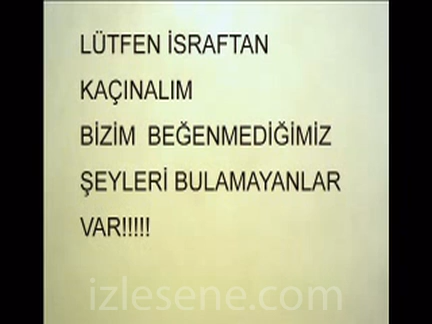 LÜTFEN İSRAFTAN
KAÇINALIM
BİZİM BEĞENMEDİĞİMİZ
ŞEYLERİ BULAMAYANLAR
VAR!!!!!
izlesene.com